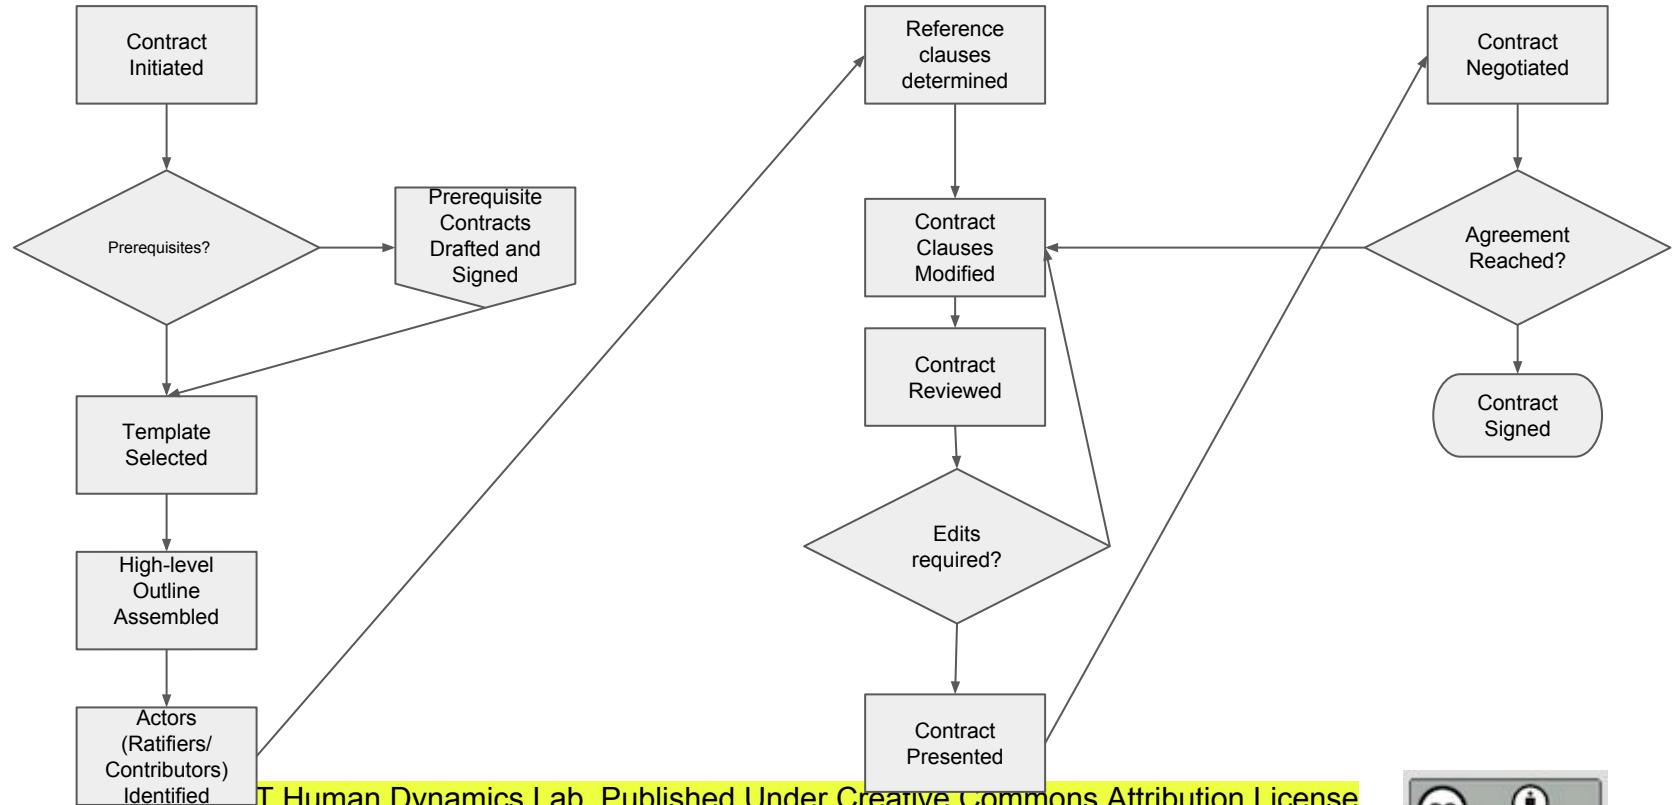 Contract
Initiated
Prerequisites?
Prerequisite
Contracts
Drafted and
Signed
Template
Selected
High-level
Outline
Assembled
Actors
(Ratifiers/
Contributors)
Identified
Reference
clauses
determined
Contract
Clauses
Modified
Contract
Reviewed
Edits
required?
Contract
Presented
Contract
Negotiated
Agreement
Reached?
Contract
Signed
T Human Dynamics Lab, Published Under Creative Commons Attribution License